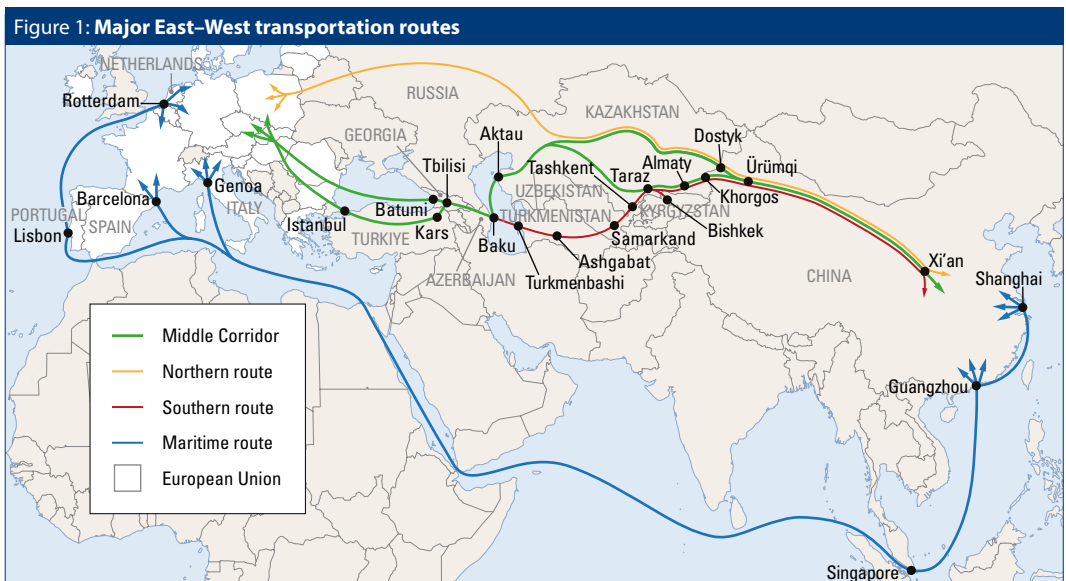 Figure 1: Major East–West transportation routes
NETHERLANDS
Rotterdam
RUSSIA
KAZAKHSTAN
GEORGIA
Aktau
Dostyk
Tbilisi
Tashkent
Almaty
Ürümqi
Taraz
UZBEKISTAN
Barcelona
Genoa
Khorgos
ITALY
Batumi
TURKMENISTAN
KYRGYZSTAN
PORTUGAL
SPAIN
Istanbul
Kars
Bishkek
Lisbon
TURKIYE
Baku
Samarkand
Ashgabat
Xi'an
AZERBAIJAN
Turkmenbashi
CHINA
Shanghai
Middle Corridor
Northern route
Guangzhou
Southern route
Maritime route
European Union
Singapore